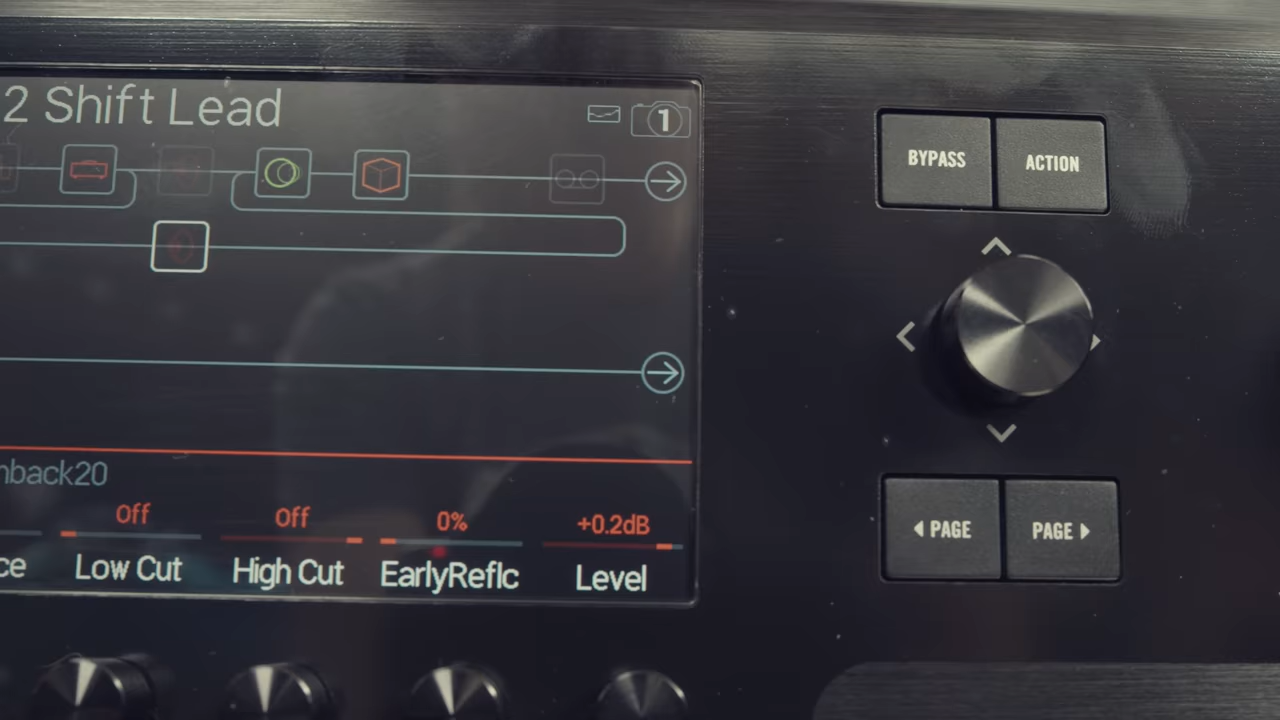 2 Shift Lead
1
BYPASS
ACTION
nback20
Off
Off
0%
+0.2dB
ce
Low Cut
High Cut
EarlyReflc
Level
PAGE
PAGE